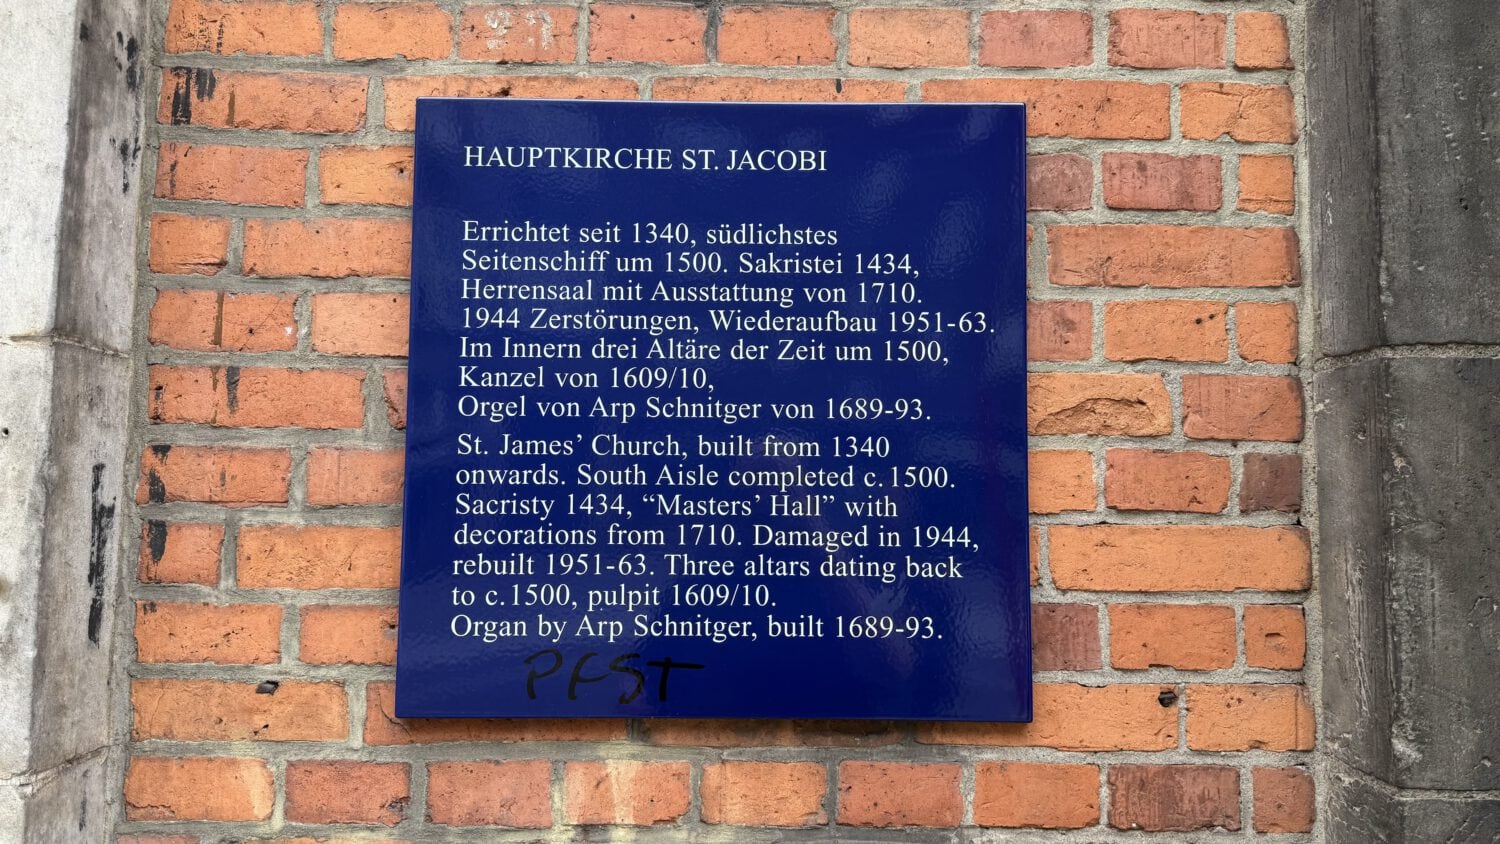 HAUPTKIRCHE ST. JACOBI
Errichtet seit 1340, südlichstes
Seitenschiff um 1500. Sakristei 1434,
Herrensaal mit Ausstattung von 1710.
1944 Zerstörungen, Wiederaufbau 1951-63.
Im Innern drei Altäre der Zeit um 1500,
Kanzel von 1609/10,
Orgel von Arp Schnitger von 1689-93.
St. James’ Church, built from 1340
onwards. South Aisle completed c. 1500.
Sacristy 1434, “Masters’ Hall” with
decorations from 1710. Damaged in 1944,
rebuilt 1951-63. Three altars dating back
to c. 1500, pulpit 1609/10.
Organ by Arp Schnitger, built 1689-93.
PEST